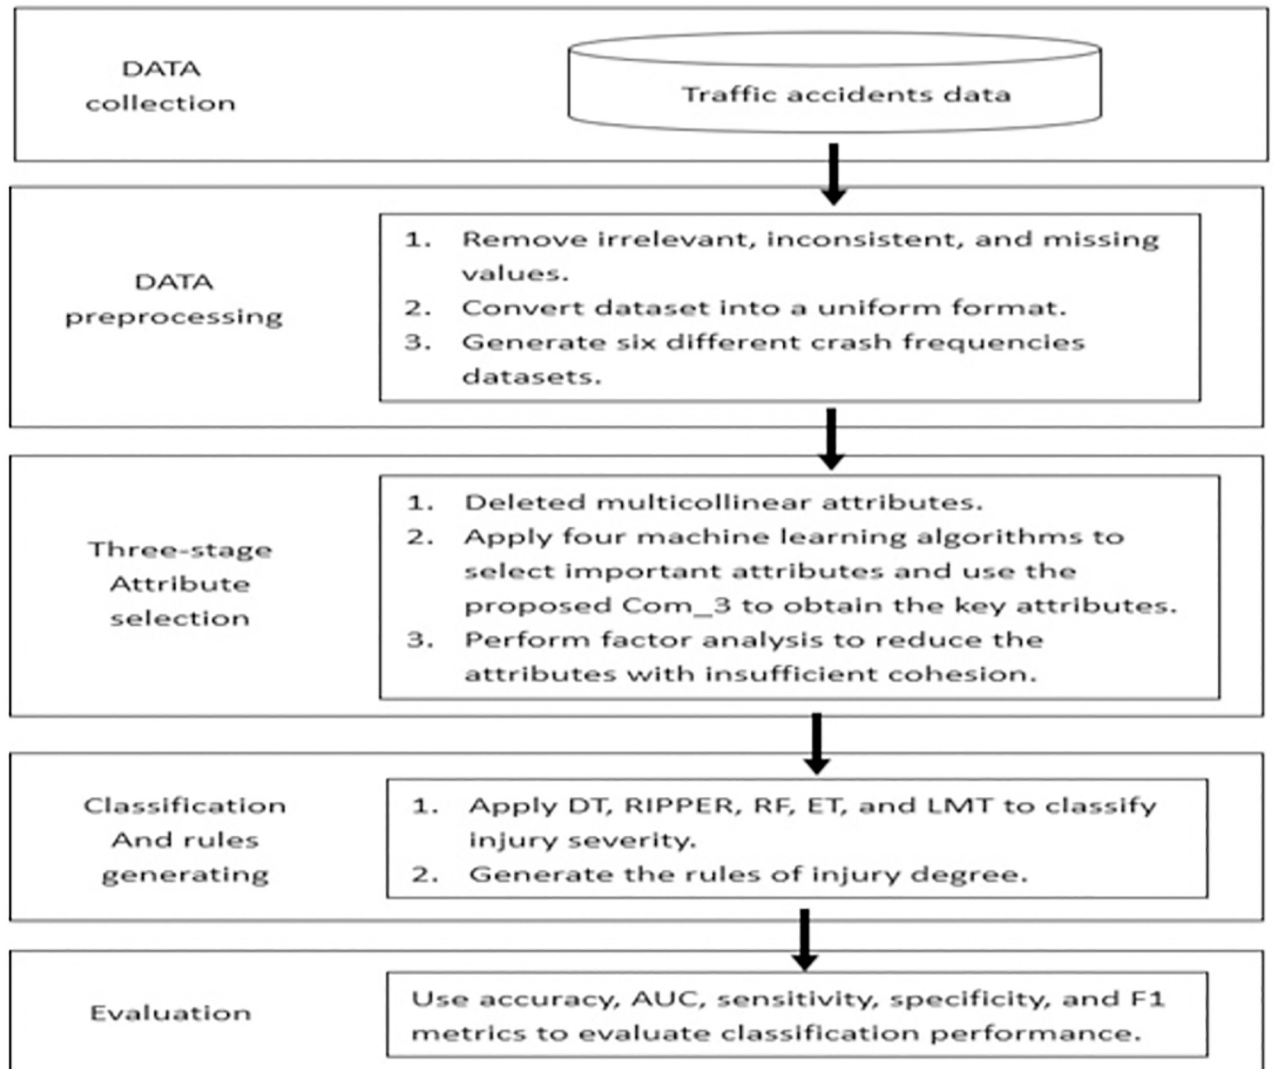 DATA
collection
Traffic accidents data
DATA
preprocessing
1. Remove irrelevant, inconsistent, and missing
values.
2. Convert dataset into a uniform format.
3. Generate six different crash frequencies
datasets.
Three-stage
Attribute
selection
1. Deleted multicollinear attributes.
2. Apply four machine learning algorithms to
select important attributes and use the
proposed Com_3 to obtain the key attributes.
3. Perform factor analysis to reduce the
attributes with insufficient cohesion.
Classification
And rules
generating
1. Apply DT, RIPPER, RF, ET, and LMT to classify
injury severity.
2. Generate the rules of injury degree.
Evaluation
Use accuracy, AUC, sensitivity, specificity, and F1
metrics to evaluate classification performance.